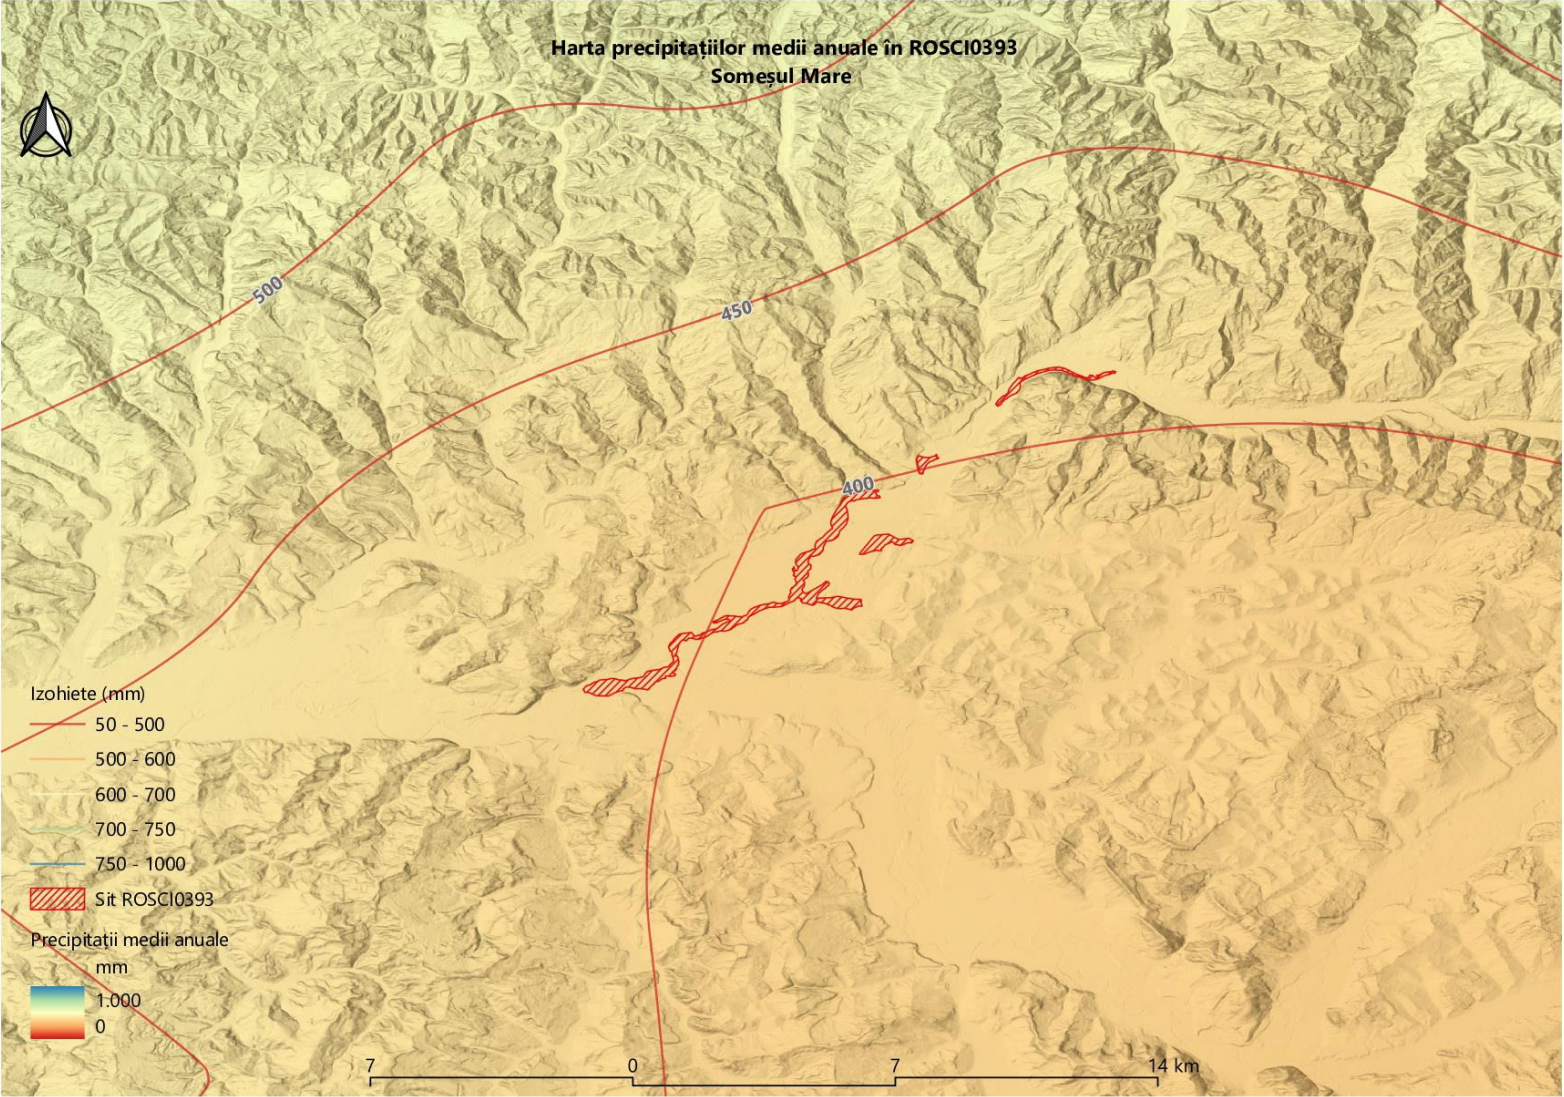 Harta precipitațiilor medii anuale în ROSCI0393
Someșul Mare
500
450
400
Izohiete (mm)
50 - 500
500 - 600
600 - 700
700 - 750
750 - 1000
Sit ROSCI0393
Precipitații medii anuale
mm
1.000
0
7 0 7 14 km